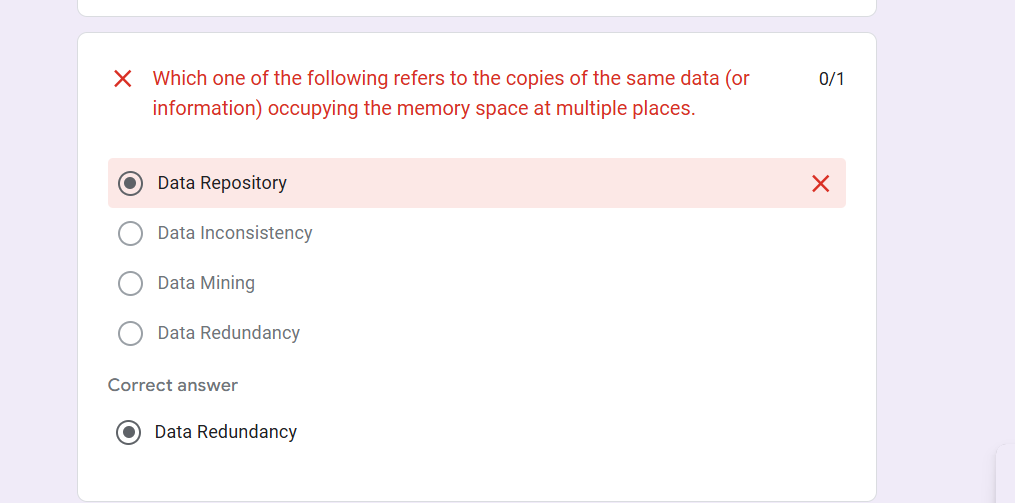 Which one of the following refers to the copies of the same data (or
0/1
information) occupying the memory space at multiple places.
Data Repository
Data Inconsistency
Data Mining
Data Redundancy
Correct answer
Data Redundancy